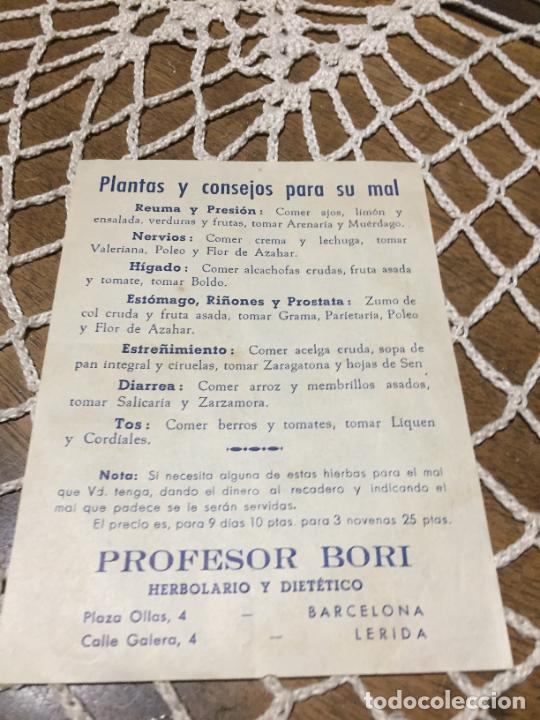 Plantas y consejos para su mal
Reuma y Presión: Comer ajos, limón y
ensalada, verduras y frutas, tomar Arenaria y Muérdago.
Nervios: Comer crema y lechuga, tomar
Valeriana, Poleo y Flor de Azahar.
Hígado: Comer alcachofas crudas, fruta asada
y tomate, tomar Boldo.
Estómago, Riñones y Prostata: Zumo de
col cruda y fruta asada, tomar Grama, Parietaria, Poleo
y Flor de Azahar.
Estreñimiento: Comer acelga cruda, sopa de
pan integral y ciruelas, tomar Zaragatona y hojas de Sen
Diarrea: Comer arroz y membrillos asados,
tomar Salicaria y Zarzamora.
Tos: Comer berros y tomates, tomar Liquen
y Cordiales.
Nota: Si necesita alguna de estas hierbas para el mal
que Vd. tenga, dando el dinero al recadero y indicando el
mal que padece se le serán servidas.
El precio es, para 9 días 10 ptas. para 3 novenas 25 ptas.
PROFESOR BORI
HERBOLARIO Y DIETÉTICO
Plaza Ollas, 4 – BARCELONA
Calle Galera, 4 – LERIDA
todocoleccion